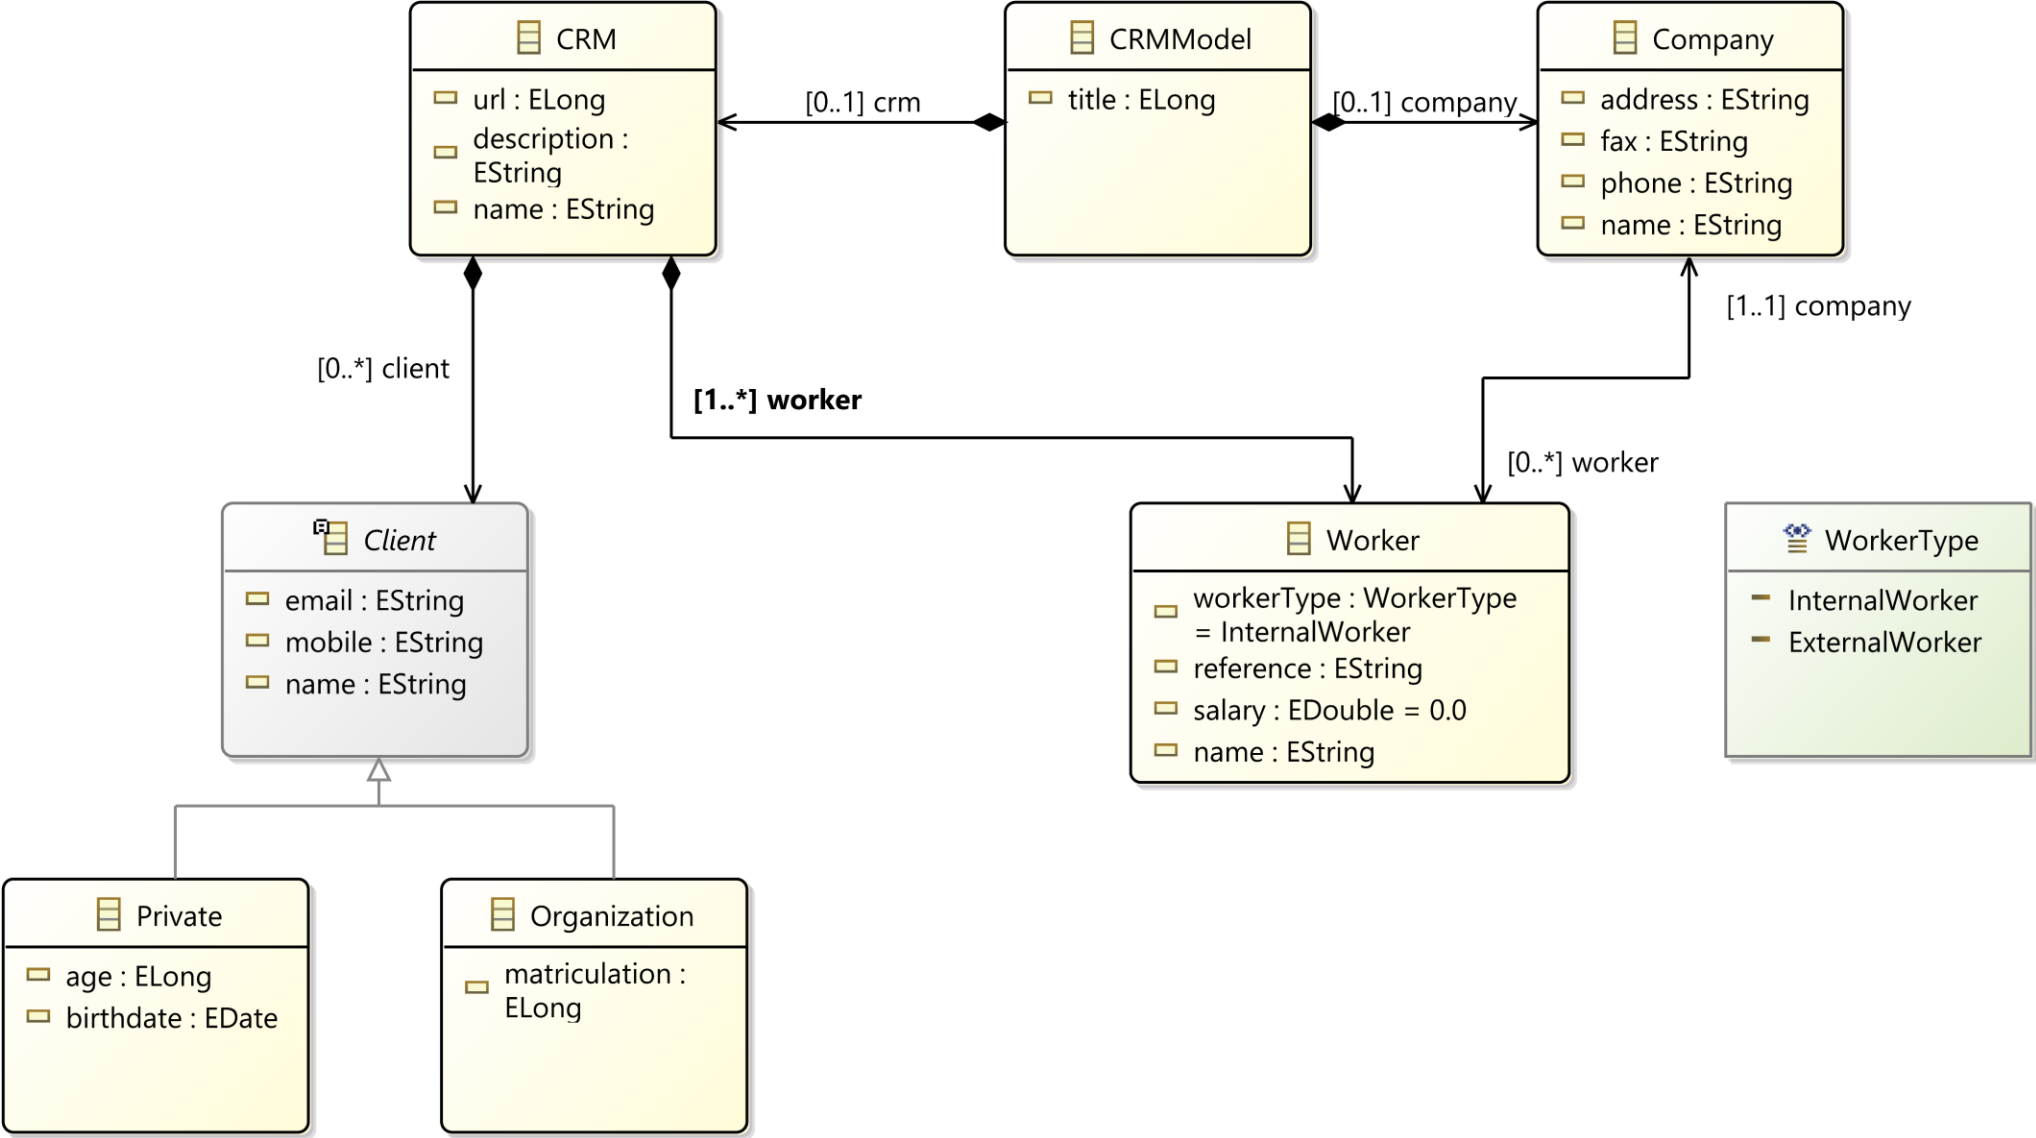 CRM
url : ELong
description :
EString
name : EString
[0..1] crm
CRMModel
title : ELong
[0..1] company
Company
address : EString
fax : EString
phone : EString
name : EString
[1..1] company
[0..*] client
[1..*] worker
[0..*] worker
Client
email : EString
mobile : EString
name : EString
Worker
workerType : WorkerType
= InternalWorker
reference : EString
salary : EDouble = 0.0
name : EString
WorkerType
InternalWorker
ExternalWorker
Private
age : ELong
birthdate : EDate
Organization
matriculation :
ELong